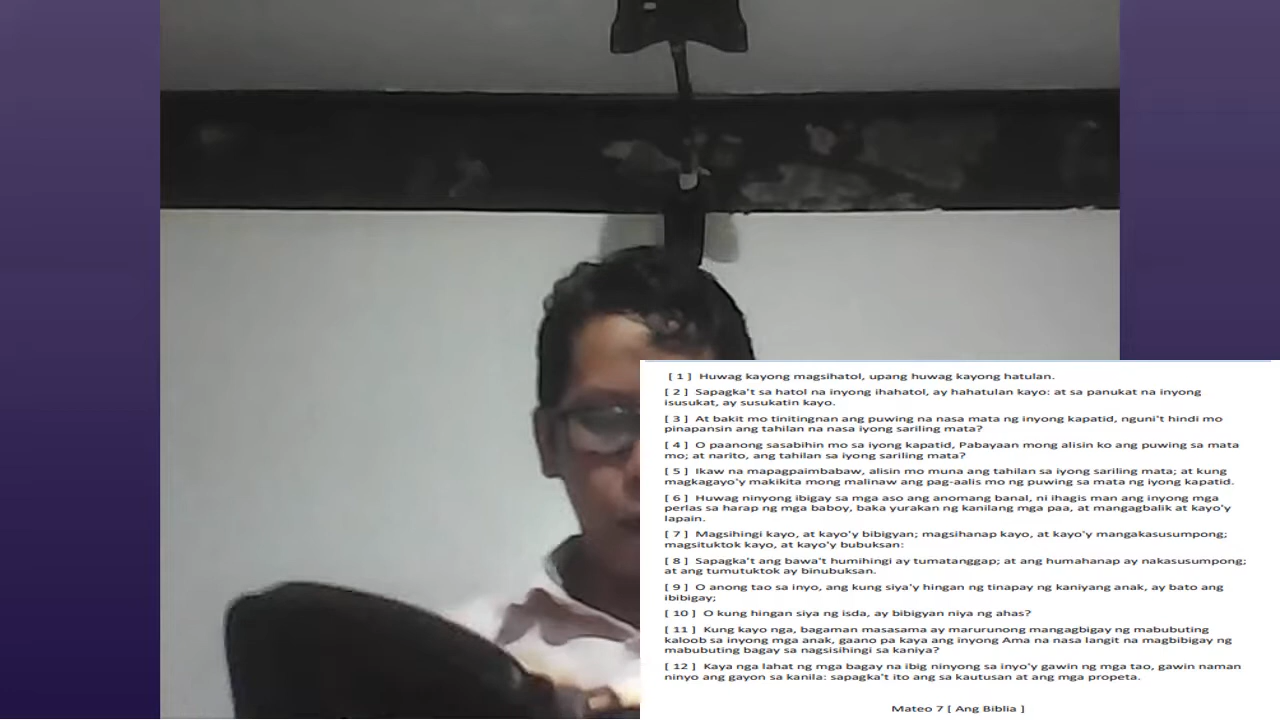 [ 1 ] Huwag kayong magsihatol, upang huwag kayong hatulan.
[ 2 ] Sapagka't sa hatol na inyong ihahatol, ay hahatulan kayo: at sa panukat na inyong
isusukat, ay susukatin kayo.
[ 3 ] At bakit mo tinitingnan ang puwing na nasa mata ng inyong kapatid, nguni't hindi mo
pinapansin ang tahilan na nasa iyong sariling mata?
[ 4 ] O paanong sasabihin mo sa iyong kapatid, Pabayaan mong alisin ko ang puwing sa mata
mo; at narito, ang tahilan sa iyong sariling mata?
[ 5 ] Ikaw na mapagpaimbabaw, alisin mo muna ang tahilan sa iyong sariling mata; at kung
magkagayo'y makikita mong malinaw ang pag-aalis mo ng puwing sa mata ng iyong kapatid.
[ 6 ] Huwag ninyong ibigay sa mga aso ang anomang banal, ni ihagis man ang inyong mga
perlas sa harap ng mga baboy, baka yurakan ng kanilang mga paa, at mangagbalik at kayo'y
lapain.
[ 7 ] Magsihingi kayo, at kayo'y bibigyan; magsihanap kayo, at kayo'y mangakasusumpong;
magsituktok kayo, at kayo'y bubuksan:
[ 8 ] Sapagka't ang bawa't humihingi ay tumatanggap; at ang humahanap ay nakasusumpong;
at ang tumutuktok ay binubuksan.
[ 9 ] O anong tao sa inyo, ang kung siya'y hingan ng tinapay ng kaniyang anak, ay bato ang
ibibigay;
[ 10 ] O kung hingan siya ng isda, ay bibigyan niya ng ahas?
[ 11 ] Kung kayo nga, bagaman masasama ay marurunong mangagbigay ng mabubuting
kaloob sa inyong mga anak, gaano pa kaya ang inyong Ama na nasa langit na magbibigay ng
mabubuting bagay sa nagsisihingi sa kaniya?
[ 12 ] Kaya nga lahat ng mga bagay na ibig ninyong sa inyo'y gawin ng mga tao, gawin naman
ninyo ang gayon sa kanila: sapagka't ito ang sa kautusan at ang mga propeta.
Mateo 7 [ Ang Biblia ]